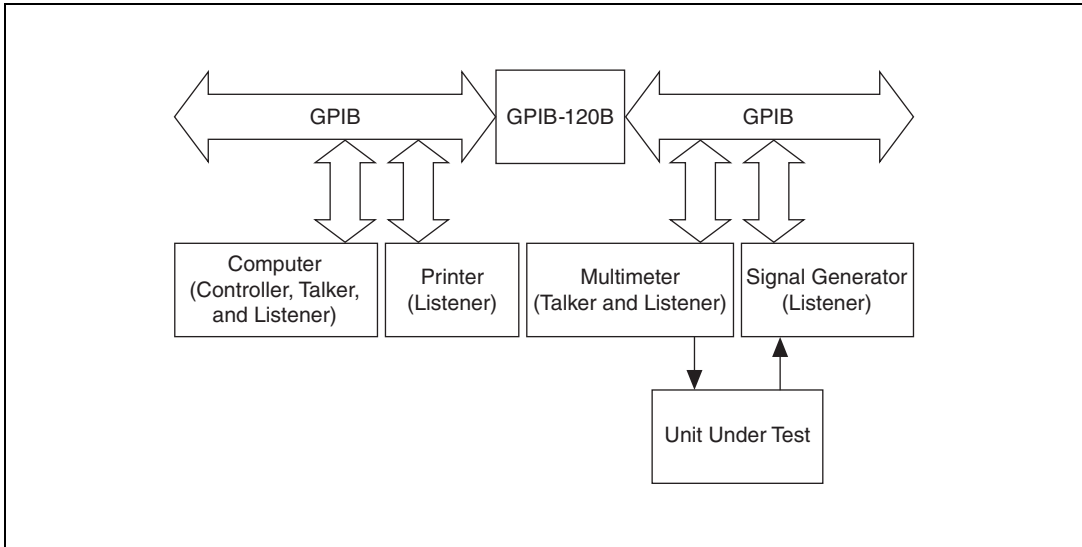 GPIB
GPIB-120B
GPIB
Computer
(Controller, Talker,
and Listener)
Printer
(Listener)
Multimeter
(Talker and Listener)
Signal Generator
(Listener)
Unit Under Test